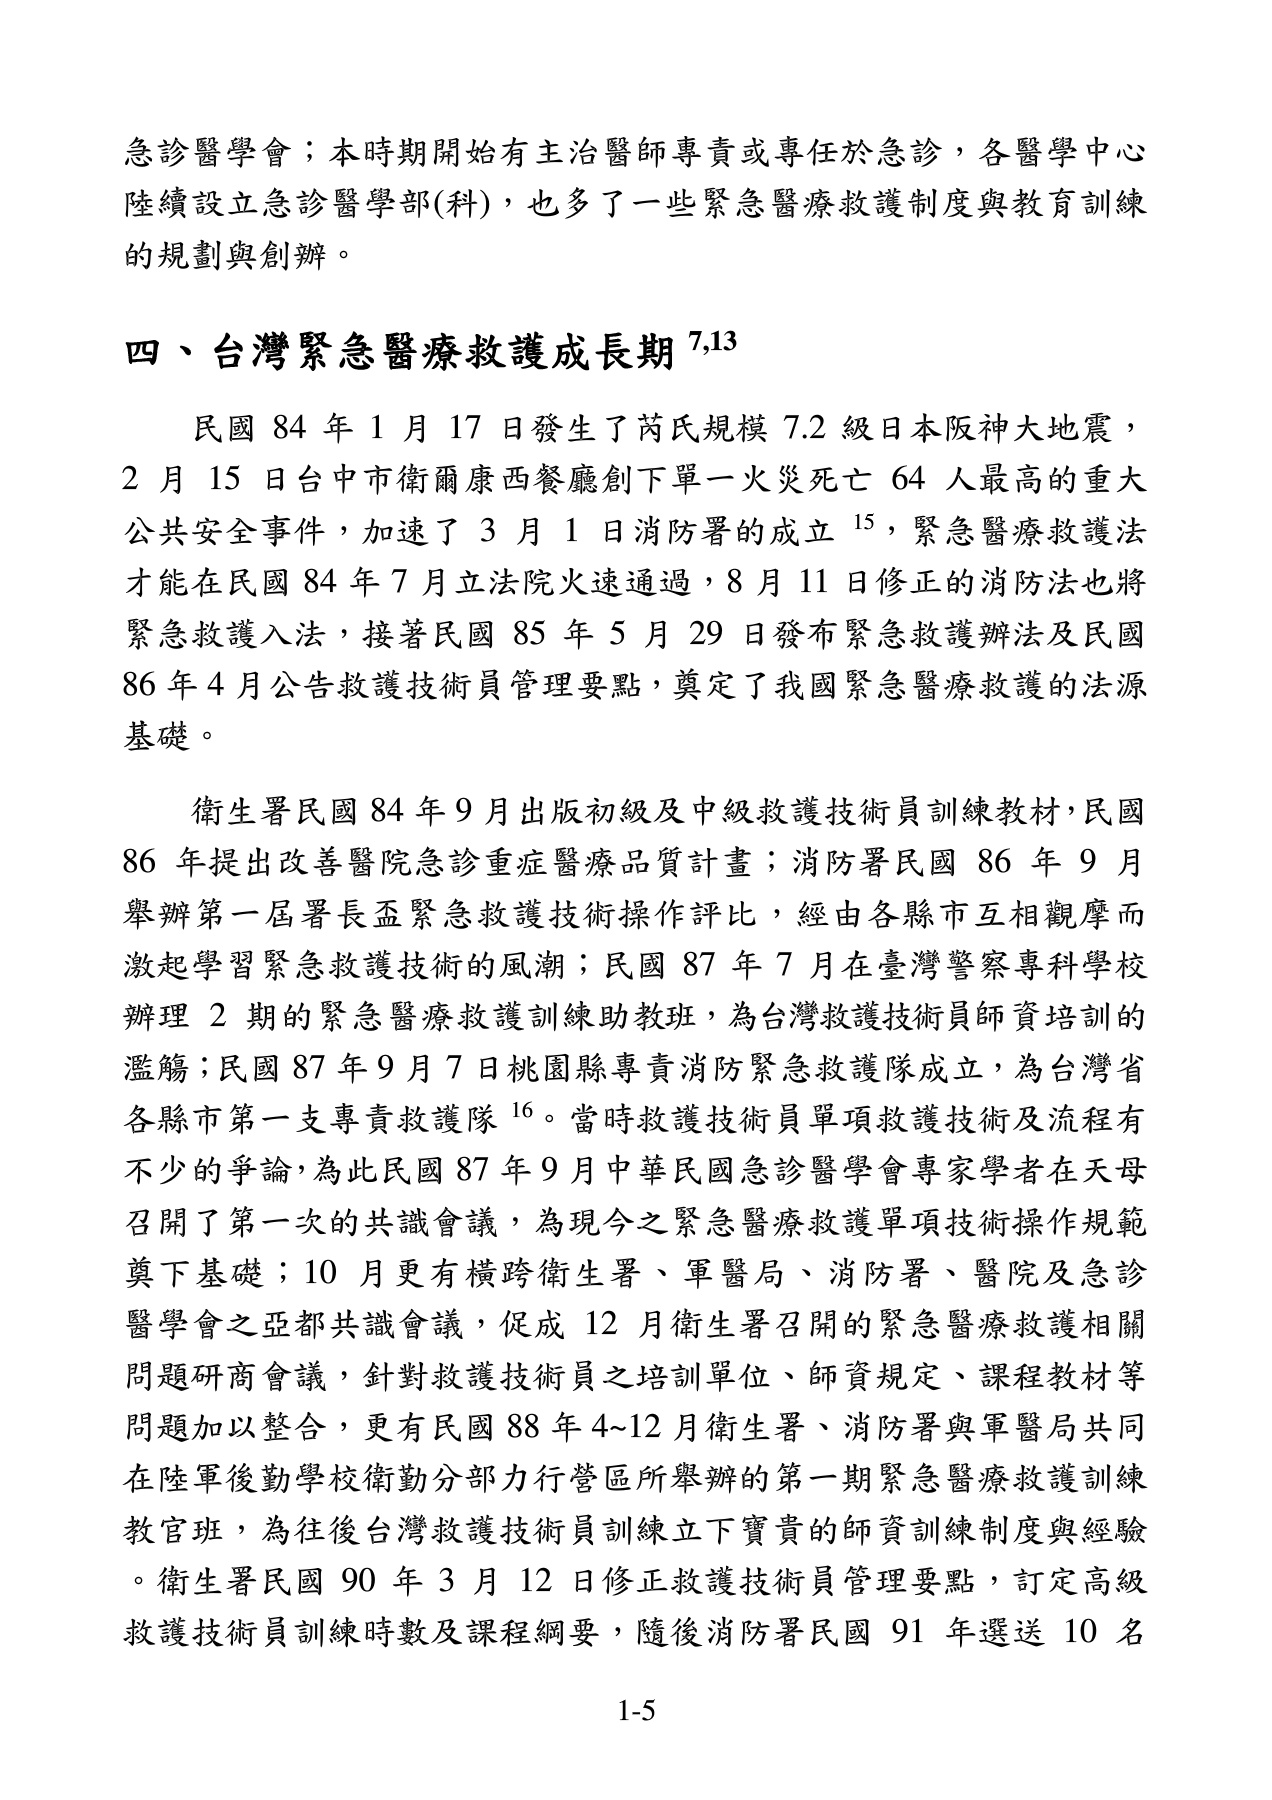 急診醫學會；本時期開始有主治醫師專責或專任於急診，各醫學中心
陸續設立急診醫學部(科)，也多了一些緊急醫療救護制度與教育訓練
的規劃與創辦。
四、台灣緊急醫療救護成長期 7,13
民國 84 年 1 月 17 日發生了芮氏規模 7.2 級日本阪神大地震，
2 月 15 日台中市衛爾康西餐廳創下單一火災死亡 64 人最高的重大
公共安全事件，加速了 3 月 1 日消防署的成立 15，緊急醫療救護法
才能在民國 84 年 7 月立法院火速通過，8 月 11 日修正的消防法也將
緊急救護入法，接著民國 85 年 5 月 29 日發布緊急救護辦法及民國
86 年 4 月公告救護技術員管理要點，奠定了我國緊急醫療救護的法源
基礎。
衛生署民國 84 年 9 月出版初級及中級救護技術員訓練教材，民國
86 年提出改善醫院急診重症醫療品質計畫；消防署民國 86 年 9 月
舉辦第一屆署長盃緊急救護技術操作評比，經由各縣市互相觀摩而
激起學習緊急救護技術的風潮；民國 87 年 7 月在臺灣警察專科學校
辦理 2 期的緊急醫療救護訓練助教班，為台灣救護技術員師資培訓的
濫觴；民國 87 年 9 月 7 日桃園縣專責消防緊急救護隊成立，為台灣省
各縣市第一支專責救護隊 16。當時救護技術員單項救護技術及流程有
不少的爭論，為此民國 87 年 9 月中華民國急診醫學會專家學者在天母
召開了第一次的共識會議，為現今之緊急醫療救護單項技術操作規範
奠下基礎；10 月更有橫跨衛生署、軍醫局、消防署、醫院及急診
醫學會之亞都共識會議，促成 12 月衛生署召開的緊急醫療救護相關
問題研商會議，針對救護技術員之培訓單位、師資規定、課程教材等
問題加以整合，更有民國 88 年 4~12 月衛生署、消防署與軍醫局共同
在陸軍後勤學校衛勤分部力行營區所舉辦的第一期緊急醫療救護訓練
教官班，為往後台灣救護技術員訓練立下寶貴的師資訓練制度與經驗
。衛生署民國 90 年 3 月 12 日修正救護技術員管理要點，訂定高級
救護技術員訓練時數及課程綱要，隨後消防署民國 91 年選送 10 名
1-5